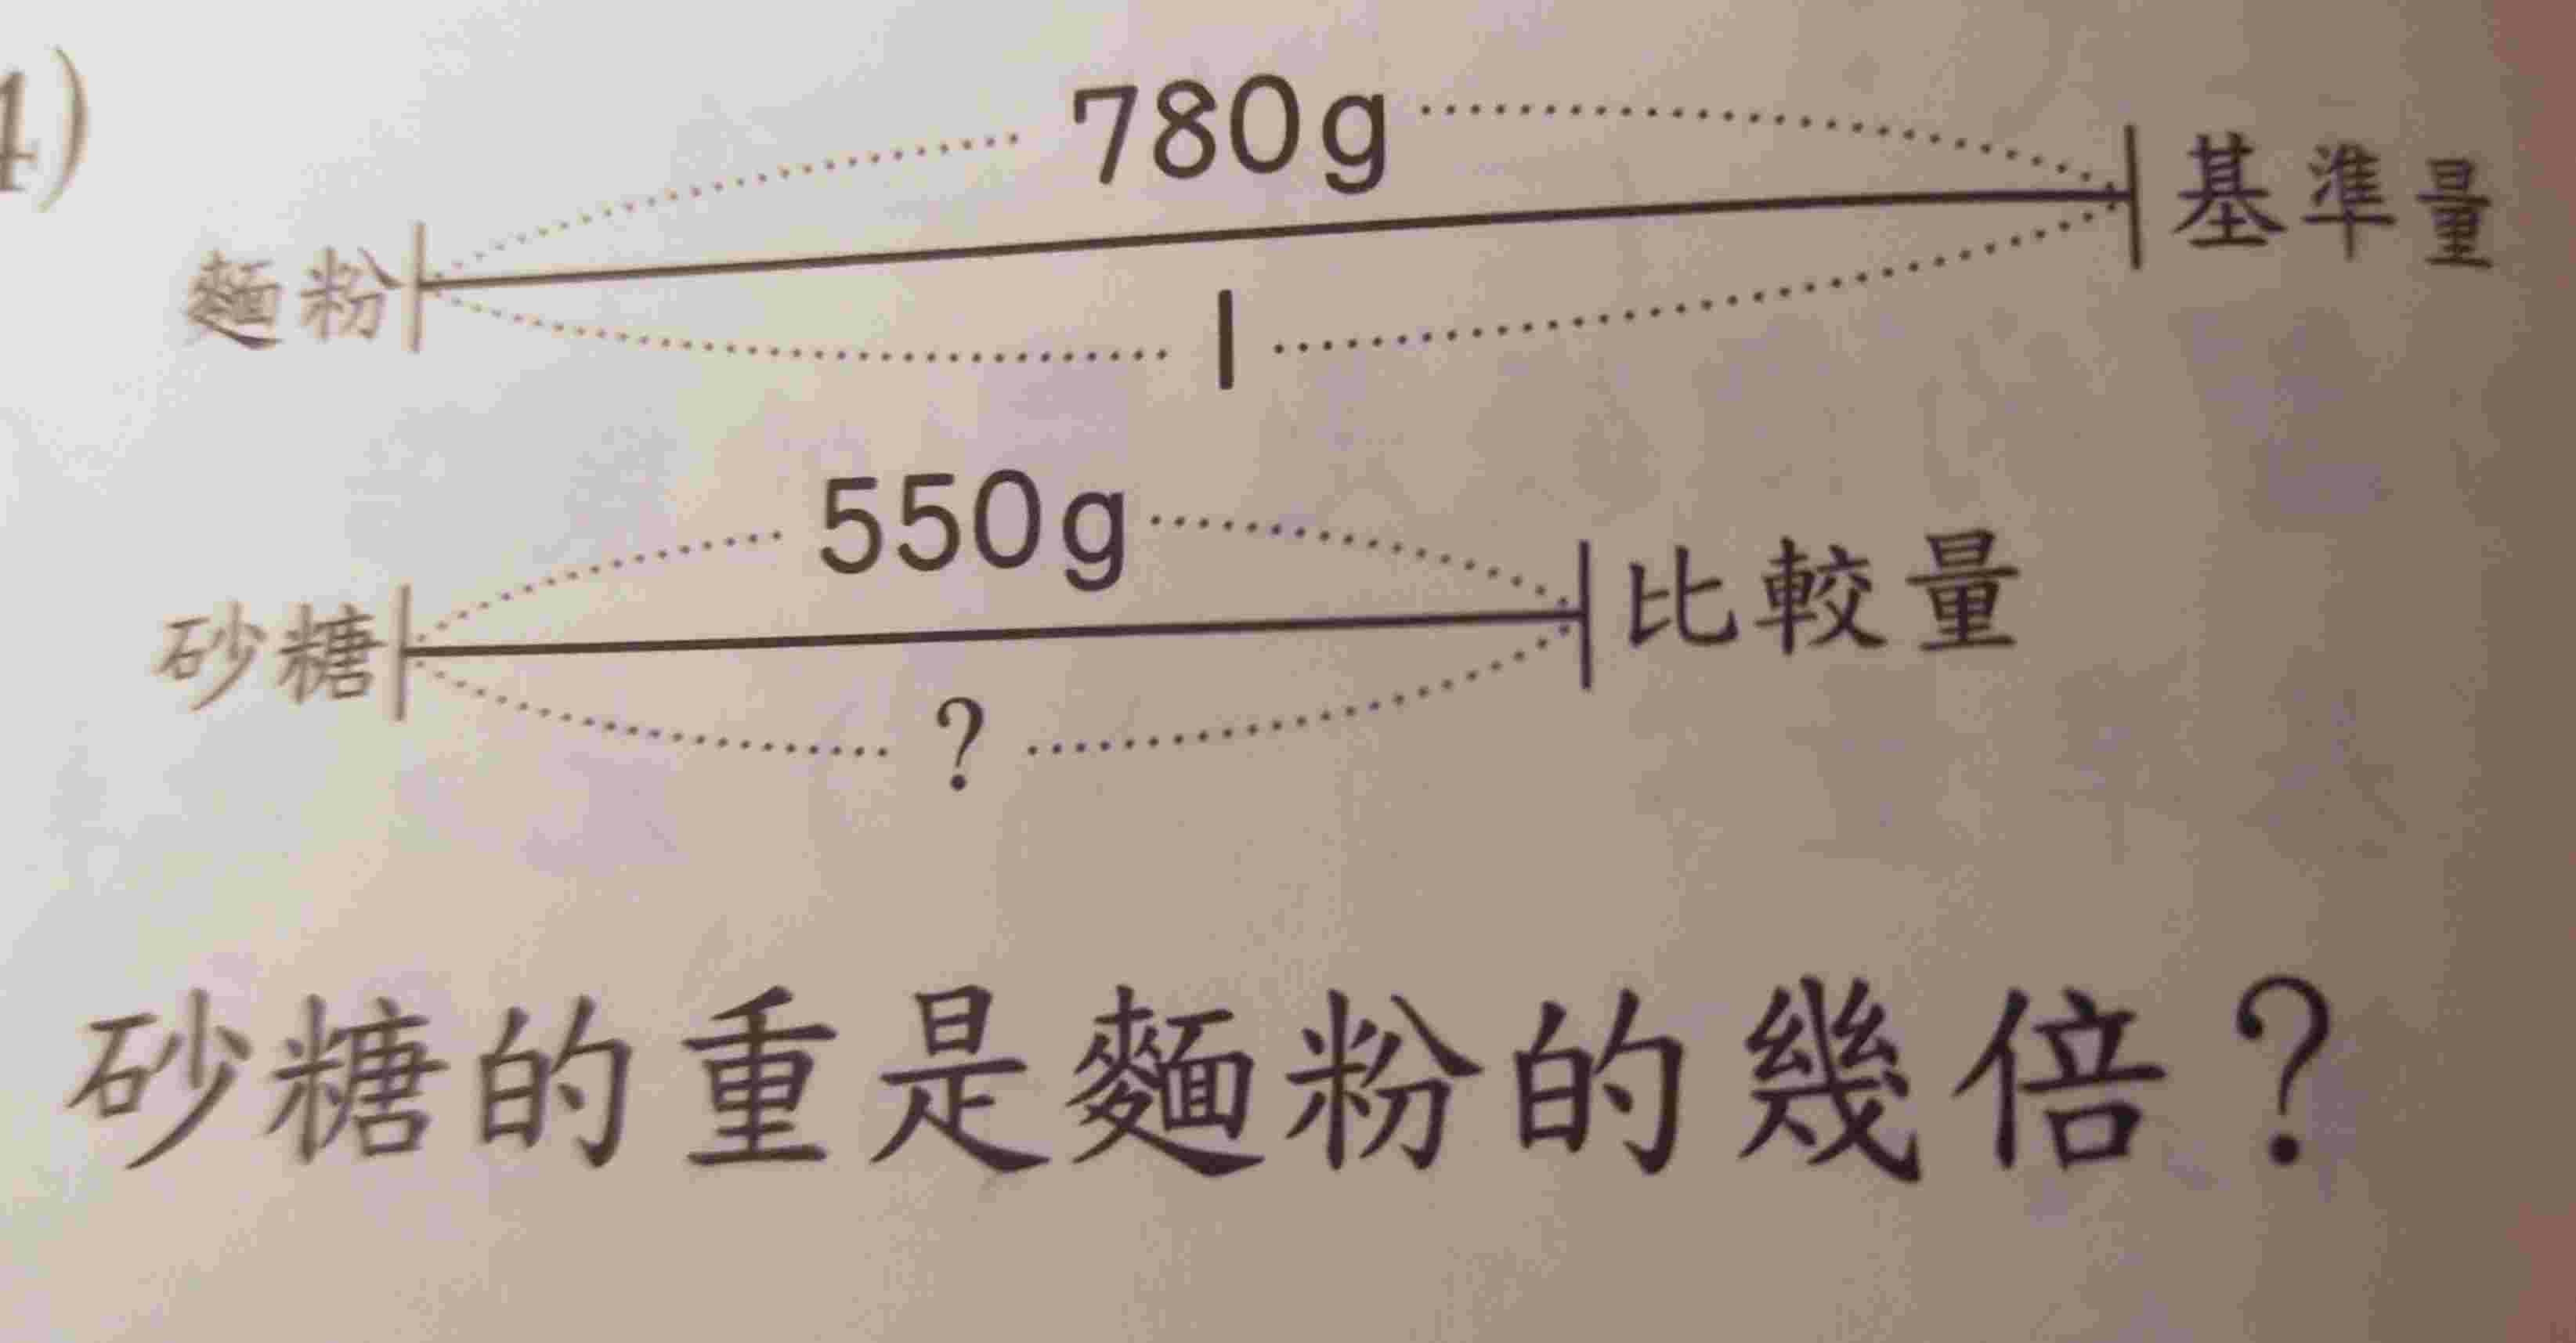 4)
780g
麵粉 基準量
1
550g
砂糖 比較量
?
砂糖的重是麵粉的幾倍?